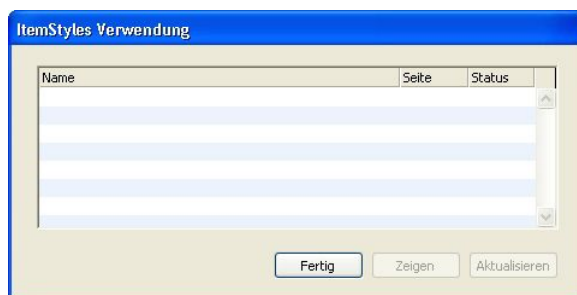 ItemStyles Verwendung
Name Seite Status
Fertig Zeigen Aktualisieren